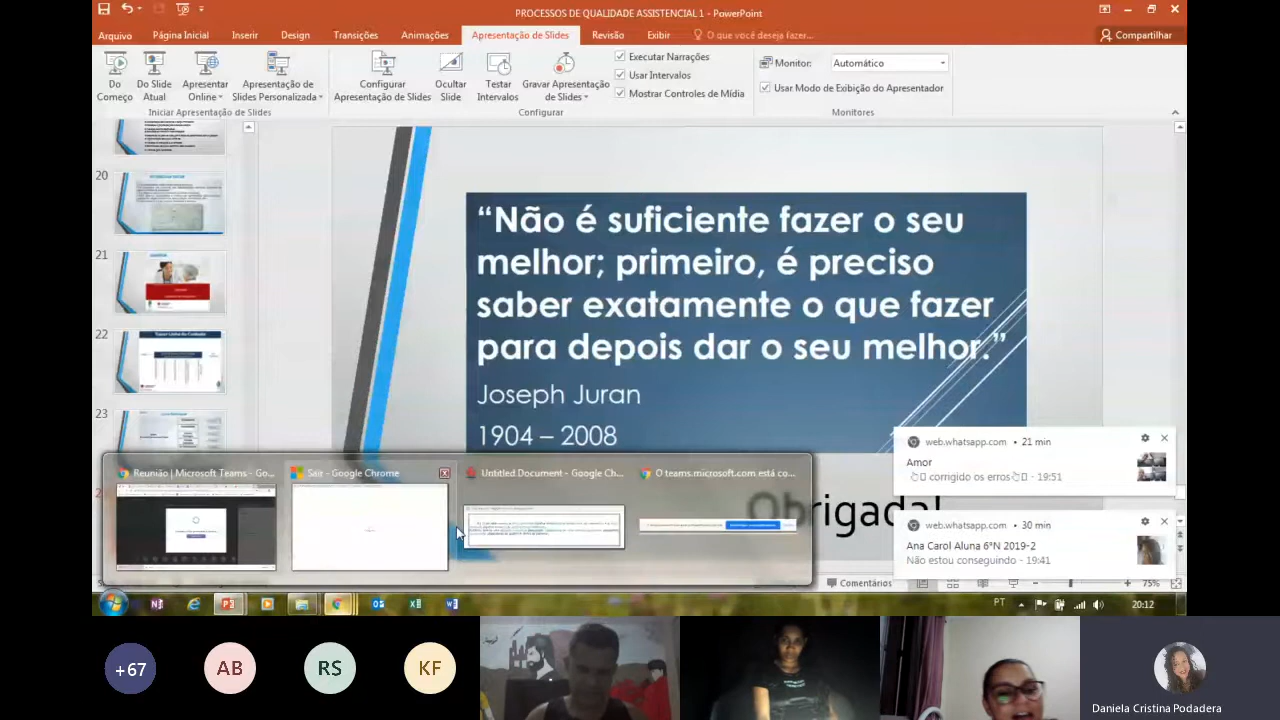 PROCESSOS DE QUALIDADE ASSISTENCIAL 1 - PowerPoint
Arquivo Página Inicial Inserir Design Transições Animações Apresentação de Slides Revisão Exibir O que você deseja fazer... Compartilhar
Do Começo
Do Slide Atual
Apresentar Online
Apresentação de Slides Personalizada
Iniciar Apresentação de Slides
Configurar Apresentação de Slides
Ocultar Slide
Testar Intervalos
Gravar Apresentação de Slides
Executar Narrações
Usar Intervalos
Mostrar Controles de Mídia
Configurar
Monitor: Automático
Usar Modo de Exibição do Apresentador
Monitores
20
21
22
23
“Não é suficiente fazer o seu
melhor; primeiro, é preciso
saber exatamente o que fazer
para depois dar o seu melhor.”
Joseph Juran
1904 – 2008
Obrigada!
Reunião | Microsoft Teams - Go...
Sair - Google Chrome
Untitled Document - Google Ch...
O teams.microsoft.com está co...
web.whatsapp.com • 21 min
Amor
corrigido os erros - 19:51
web.whatsapp.com • 30 min
Ana Carol Aluna 6°N 2019-2
Não estou conseguindo - 19:41
Comentários
75%
PT
20:12
+67
AB
RS
KF
Daniela Cristina Podadera